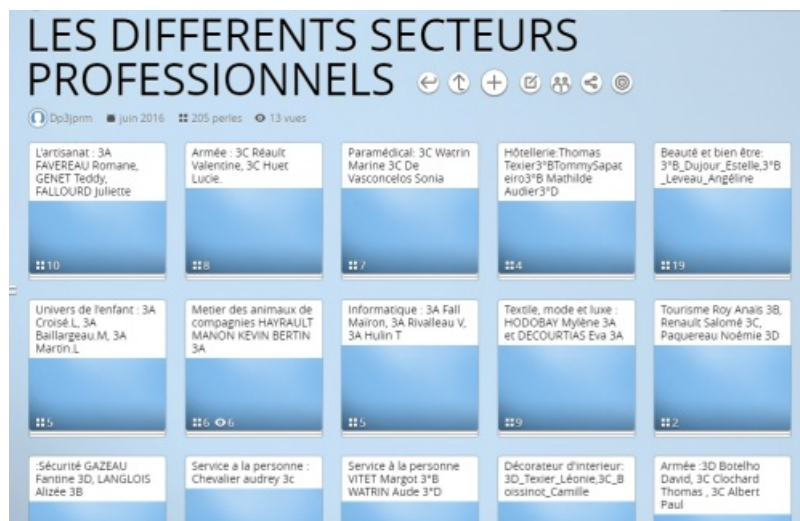 LES DIFFERENTS SECTEURS
PROFESSIONNELS
Dp3jprm juin 2016 205 perles 13 vues
L'artisanat : 3A
FAVEREAU Romane,
GENET Teddy,
FALLOURD Juliette
10
Armée : 3C Réault
Valentine, 3C Huet
Lucie.
8
Paramédical: 3C Watrin
Marine 3C De
Vasconcelos Sonia
7
Hôtellerie:Thomas
Texier3°BTommySapat
eiro3°B Mathilde
Audier3°D
4
Beauté et bien être:
3°B_Dujour_Estelle,3°B
_Leveau_Angéline
19
Univers de l'enfant : 3A
Croisé.L, 3A
Baillargeau.M, 3A
Martin.L
5
Metier des animaux de
compagnies HAYRAULT
MANON KEVIN BERTIN
3A
6 6
Informatique : 3A Fall
Maïron, 3A Rivalleau V,
3A Hulin T
5
Textile, mode et luxe :
HODOBAY Mylène 3A
et DECOURTIAS Eva 3A
9
Tourisme Roy Anaïs 3B,
Renault Salomé 3C,
Paquereau Noémie 3D
2
:Sécurité GAZEAU
Fantine 3D, LANGLOIS
Alizée 3B
Service a la personne :
Chevalier audrey 3c
Service à la personne
VITET Margot 3°B
WATRIN Aude 3°D
Décorateur d'interieur:
3D_Texier_Léonie,3C_B
oissinot_Camille
Armée :3D Botelho
David, 3C Clochard
Thomas , 3C Albert
Paul